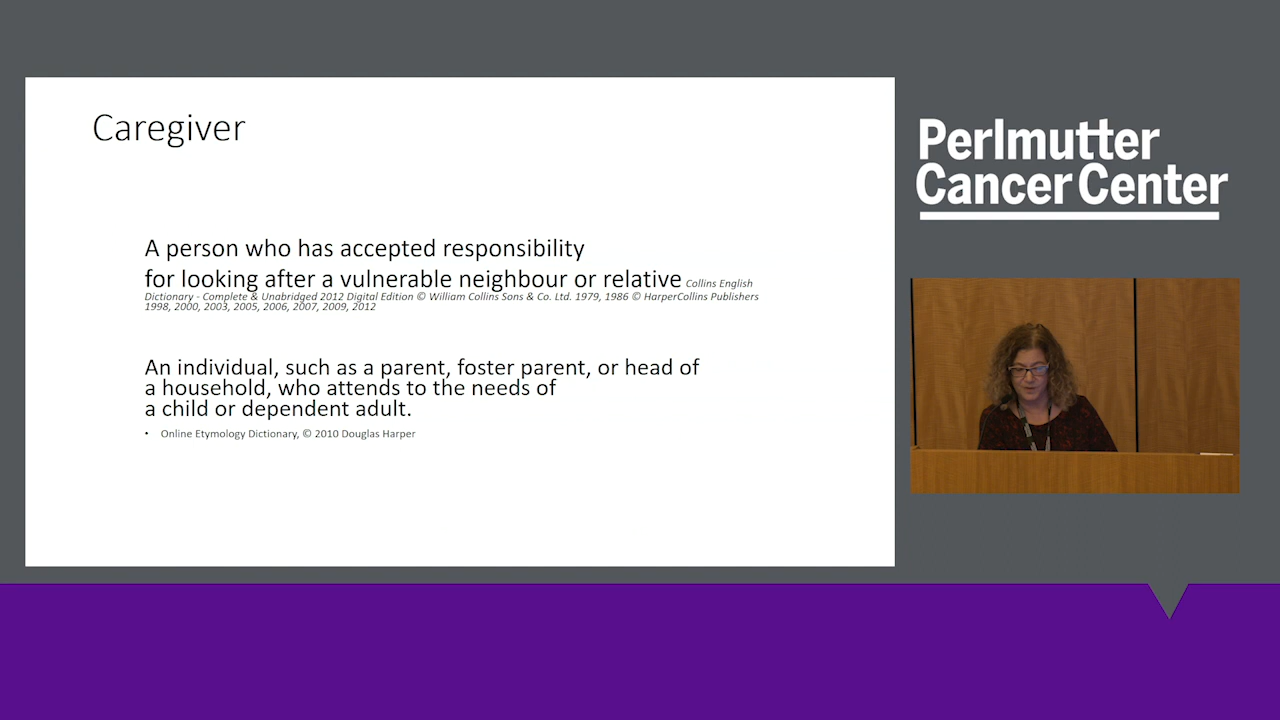 Caregiver
A person who has accepted responsibility
for looking after a vulnerable neighbour or relative Collins English
Dictionary - Complete & Unabridged 2012 Digital Edition © William Collins Sons & Co. Ltd. 1979, 1986 © HarperCollins Publishers
1998, 2000, 2003, 2005, 2006, 2007, 2009, 2012
An individual, such as a parent, foster parent, or head of
a household, who attends to the needs of
a child or dependent adult.
• Online Etymology Dictionary, © 2010 Douglas Harper
Perlmutter
Cancer Center